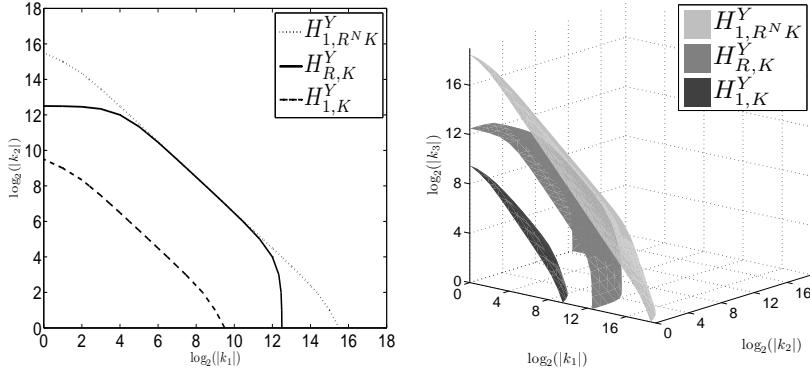 18
16
14
12
10
8
6
4
2
0
log₂(|k₂|)
0 2 4 6 8 10 12 14 16 18
log₂(|k₁|)
H^Y_{1,R^N K}
H^Y_{R,K}
H^Y_{1,K}
16
12
8
4
0
log₂(|k₃|)
0 4 8 12 16
log₂(|k₁|)
0 4 8 12 16
log₂(|k₂|)
H^Y_{1,R^N K}
H^Y_{R,K}
H^Y_{1,K}